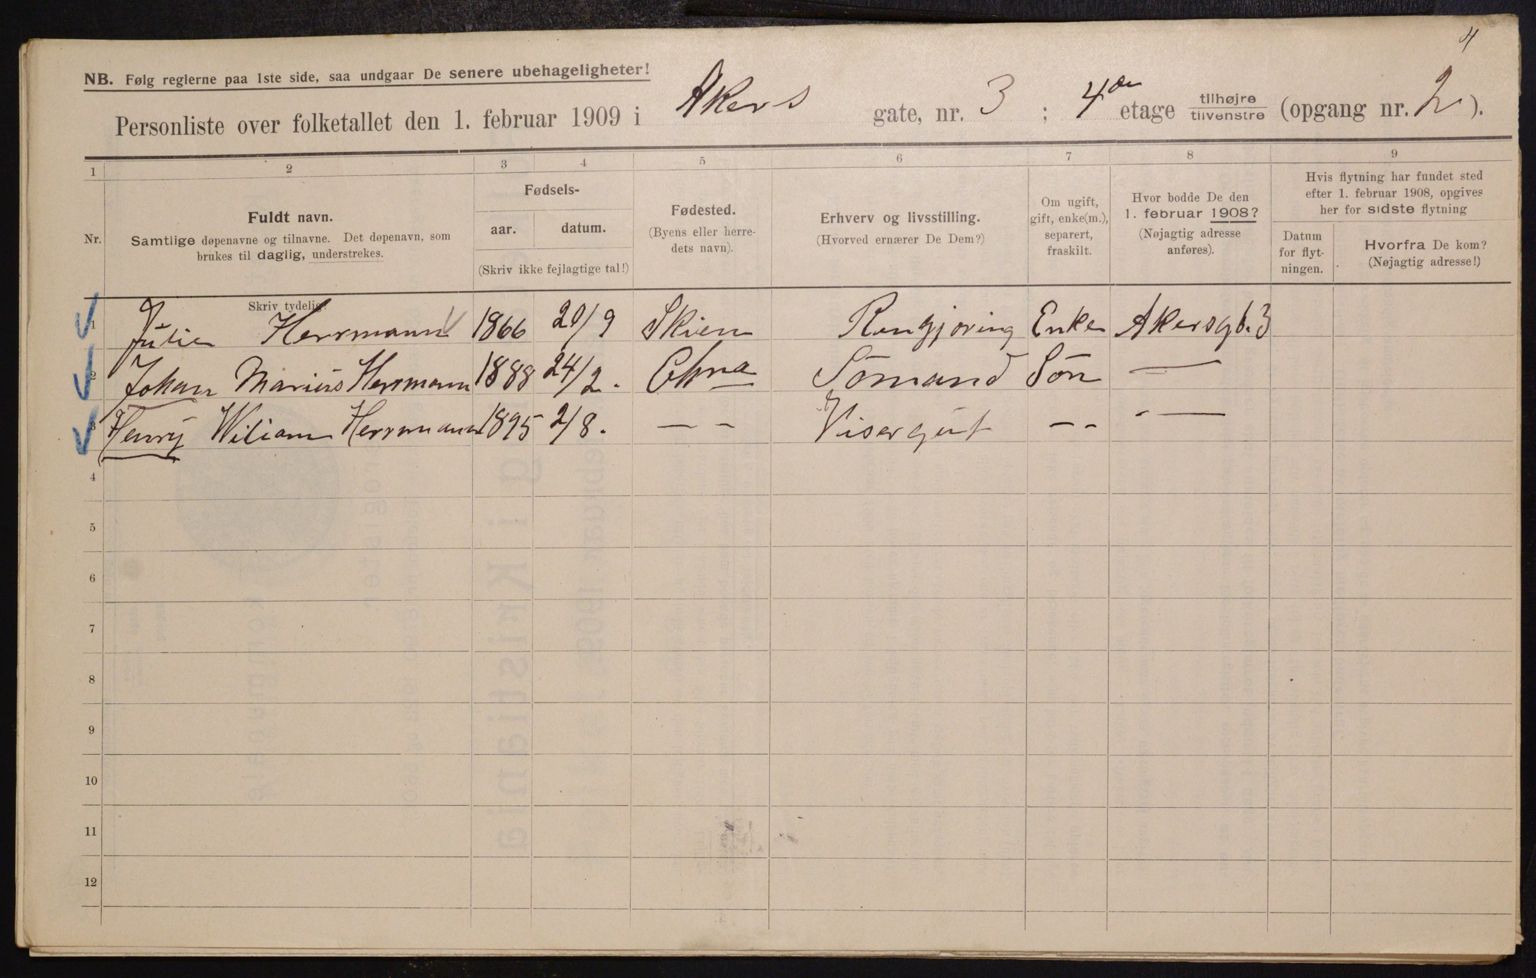 4
NB. Følg reglerne paa 1ste side, saa undgaar De senere ubehageligheter!
Personliste over folketallet den 1. februar 1909 i Akers gate, nr. 3 ; 4de etage tilhøjre tilvenstre (opgang nr. 2).
1 2 3 4 5 6 7 8 9
Nr.
Fuldt navn.
Samtlige døpenavne og tilnavne. Det døpenavn, som
brukes til daglig, understrekes.
Skriv tydelig
Fødsels-
aar. datum.
(Skriv ikke fejlagtige tal!)
Fødested.
(Byens eller herre-
dets navn).
Erhverv og livsstilling.
(Hvorved ernærer De Dem?)
Om ugift,
gift, enke(m.),
separert,
fraskilt.
Hvor bodde De den
1. februar 1908?
(Nøjagtig adresse
anføres).
Hvis flytning har fundet sted
efter 1. februar 1908, opgives
her for sidste flytning
Datum
for flyt-
ningen.
Hvorfra De kom?
(Nøjagtig adresse!)
1 Julie Herrmann 1866 20/9 Skien Rengjøring Enke Akersgt. 3
2 Johan Marius Herrmann 1888 24/2. Chra Sømand Søn —
3 Henry Wiliam Herrmann 1895 2/8. — — Visergut — - —
4
5
6
7
8
9
10
11
12